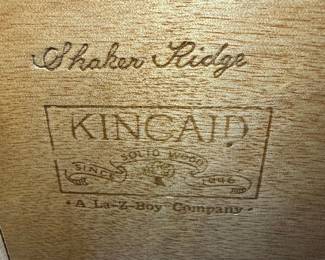 Shaker Ridge
KINCAID
SOLID WOOD
SINCE 1946
· A La-Z-Boy Company ·